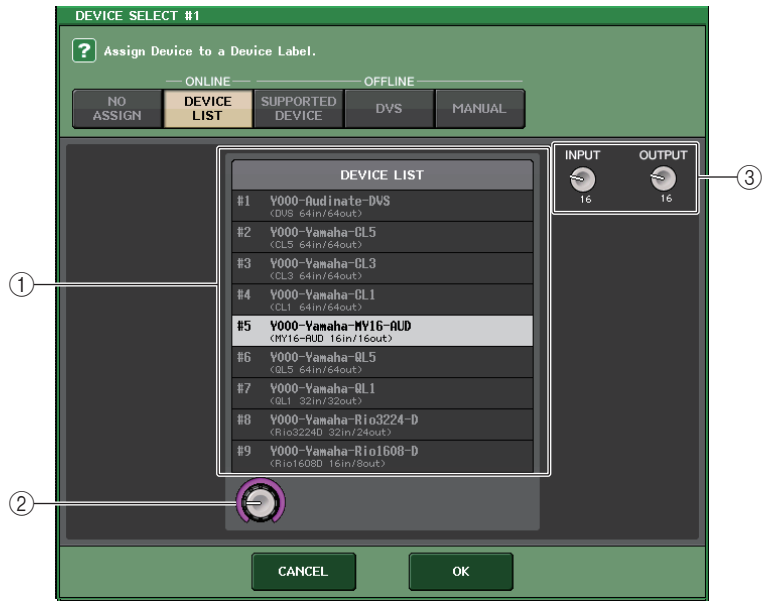 DEVICE SELECT #1
? Assign Device to a Device Label.
ONLINE OFFLINE
NO ASSIGN
DEVICE LIST
SUPPORTED DEVICE
DVS
MANUAL
DEVICE LIST
#1 Y000-Audinate-DVS
(DVS 64in/64out)
#2 Y000-Yamaha-CL5
(CL5 64in/64out)
#3 Y000-Yamaha-CL3
(CL3 64in/64out)
#4 Y000-Yamaha-CL1
(CL1 64in/64out)
#5 Y000-Yamaha-MY16-AUD
(MY16-AUD 16in/16out)
#6 Y000-Yamaha-QL5
(QL5 64in/64out)
#7 Y000-Yamaha-QL1
(QL1 32in/32out)
#8 Y000-Yamaha-Rio3224-D
(Rio3224D 32in/24out)
#9 Y000-Yamaha-Rio1608-D
(Rio1608D 16in/8out)
INPUT OUTPUT
16 16
3
1
2
CANCEL
OK